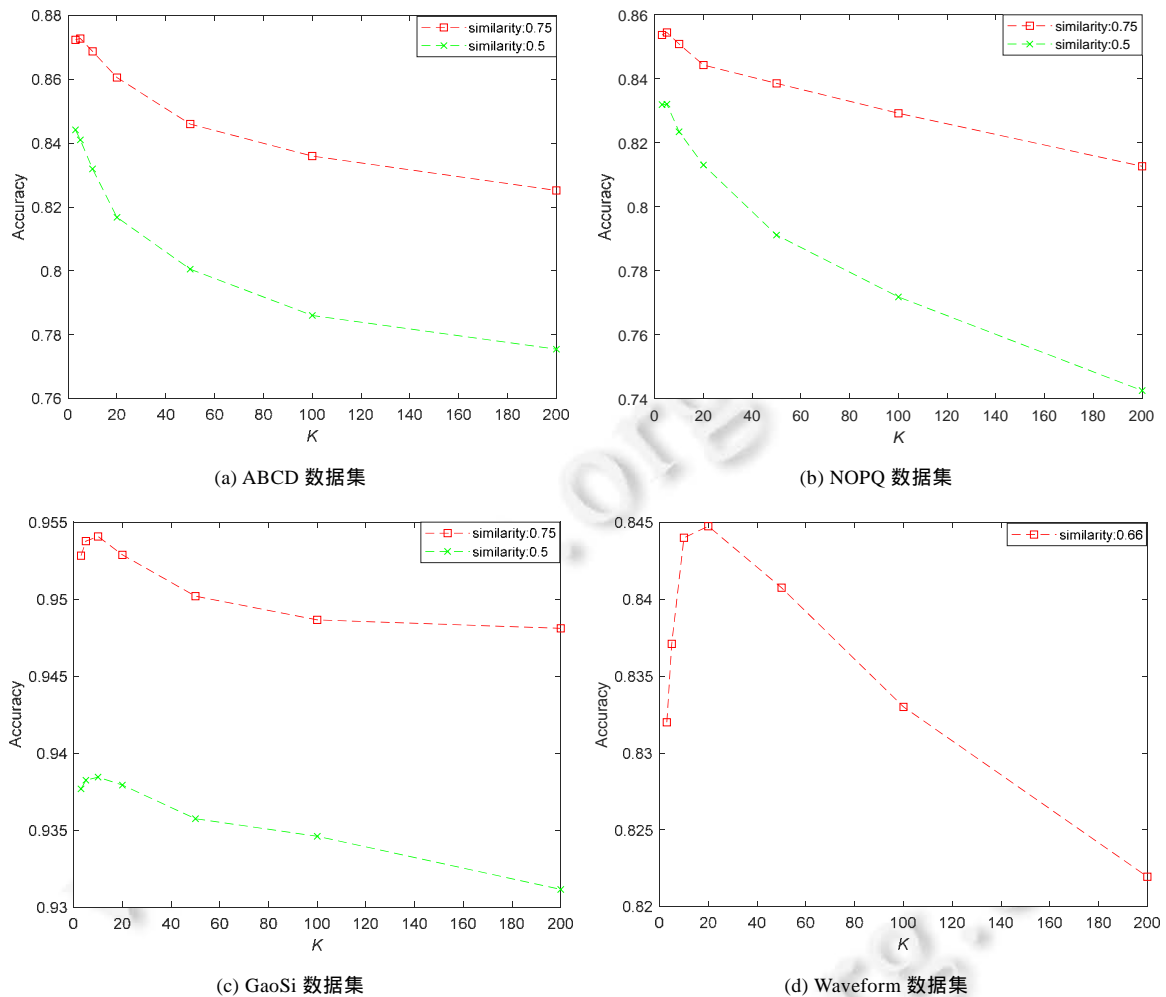 0.88
0.86
0.84
0.82
0.8
0.78
0.76
Accuracy
0 20 40 60 80 100 120 140 160 180 200
K
similarity:0.75
similarity:0.5
(a) ABCD 数据集
0.86
0.84
0.82
0.8
0.78
0.76
0.74
Accuracy
0 20 40 60 80 100 120 140 160 180 200
K
similarity:0.75
similarity:0.5
(b) NOPQ 数据集
0.955
0.95
0.945
0.94
0.935
0.93
Accuracy
0 20 40 60 80 100 120 140 160 180 200
K
similarity:0.75
similarity:0.5
(c) GaoSi 数据集
0.845
0.84
0.835
0.83
0.825
0.82
Accuracy
0 20 40 60 80 100 120 140 160 180 200
K
similarity:0.66
(d) Waveform 数据集
.org